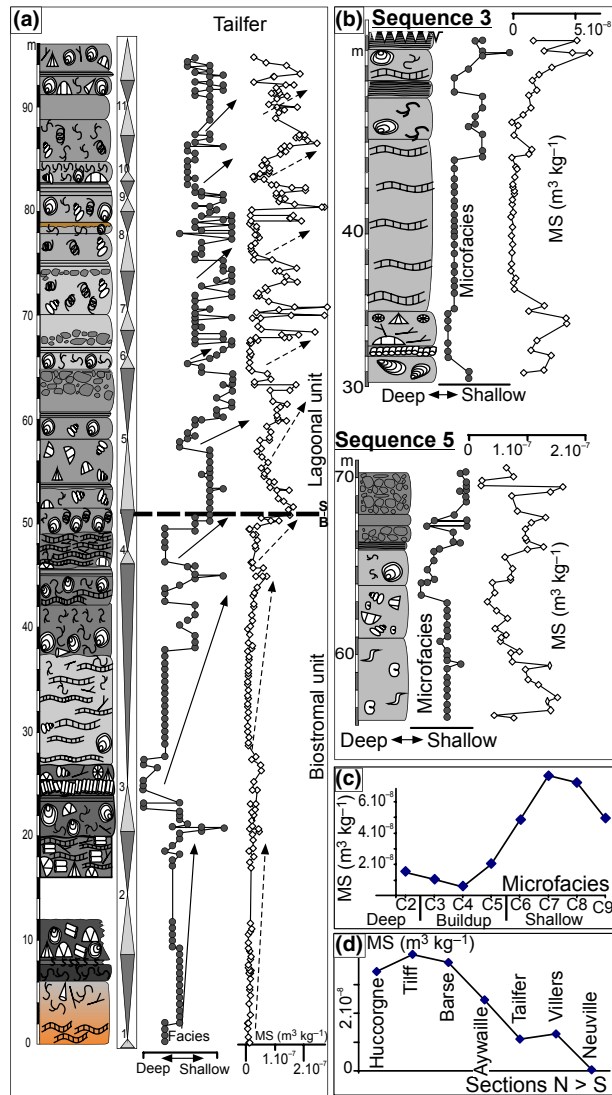 (a)
Tailfer
m
90
80
70
60
50
40
30
20
10
0
11
10
9
8
7
6
5
4
3
2
1
Lagoonal unit
S
B
Biostromal unit
Facies
Deep
Shallow
MS (m³ kg⁻¹)
0
1.10⁻⁷
2.10⁻⁷
(b)
Sequence 3
0
5⁻⁸
m
40
30
Microfacies
MS (m³ kg⁻¹)
Deep
Shallow
Sequence 5
0
1.10⁻⁷
2.10⁻⁷
m
70
60
Microfacies
MS (m³ kg⁻¹)
Deep
Shallow
(c)
MS (m³ kg⁻¹)
6.10⁻⁸
4.10⁻⁸
2.10⁻⁸
Microfacies
C2 C3 C4 C5 C6 C7 C8 C9
Deep Buildup Shallow
(d)
MS (m³ kg⁻¹)
2.10⁻⁸
0
Huccorgne
Tilff
Barse
Aywaille
Tailfer
Villers
Neuville
Sections N > S